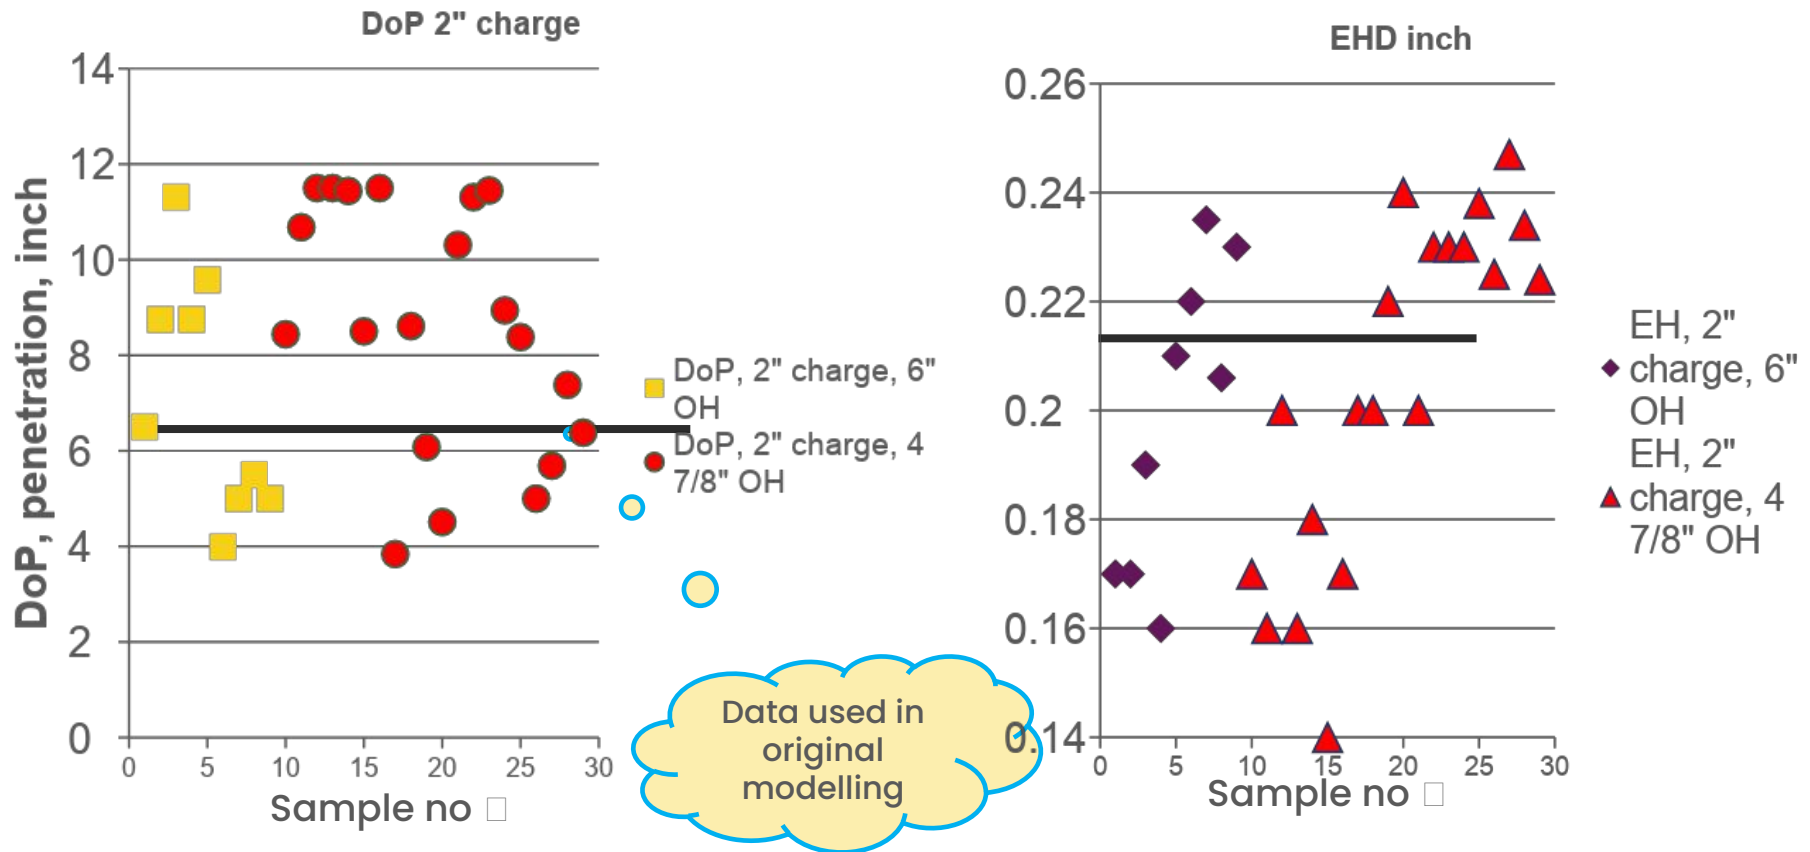 DoP 2" charge
14
12
10
8
6
4
2
0
0 5 10 15 20 25 30
DoP, penetration, inch
Sample no □
DoP, 2" charge, 6"
OH
DoP, 2" charge, 4
7/8" OH
Data used in
original
modelling
EHD inch
0.26
0.24
0.22
0.2
0.18
0.16
0.14
0 5 10 15 20 25 30
Sample no □
EH, 2"
charge, 6"
OH
EH, 2"
charge, 4
7/8" OH